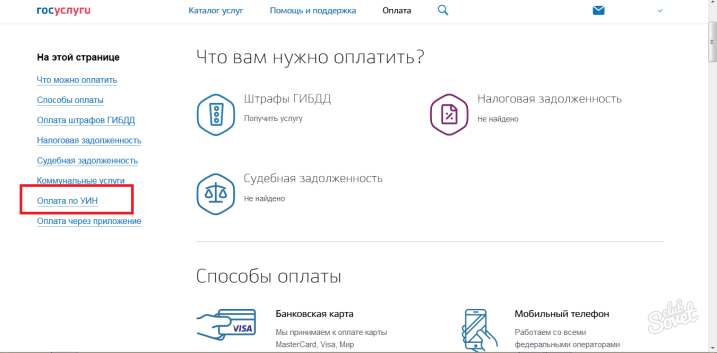 госуслуги
Каталог услуг
Помощь и поддержка
Оплата
На этой странице
Что можно оплатить
Способы оплаты
Оплата штрафов ГИБДД
Налоговая задолженность
Судебная задолженность
Коммунальные услуги
Оплата по УИН
Оплата через приложение
Что вам нужно оплатить?
Штрафы ГИБДД
Получить услугу
Налоговая задолженность
Не найдено
Судебная задолженность
Не найдено
Способы оплаты
VISA
Банковская карта
Мы принимаем к оплате карты
MasterCard, Visa, Мир
Мобильный телефон
Работаем со всеми
федеральными операторами
club
Sovet